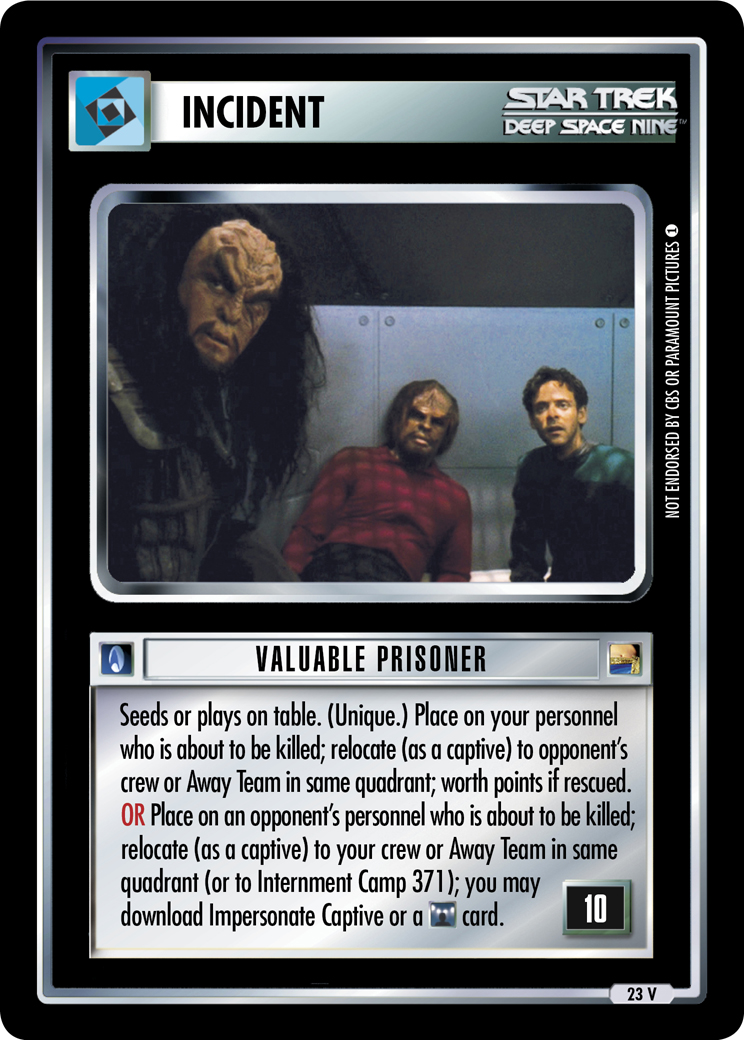 INCIDENT
STAR TREK
DEEP SPACE NINE™
NOT ENDORSED BY CBS OR PARAMOUNT PICTURES 1
VALUABLE PRISONER
Seeds or plays on table. (Unique.) Place on your personnel
who is about to be killed; relocate (as a captive) to opponent's
crew or Away Team in same quadrant; worth points if rescued.
OR Place on an opponent's personnel who is about to be killed;
relocate (as a captive) to your crew or Away Team in same
quadrant (or to Internment Camp 371); you may
download Impersonate Captive or a card.
10
23 V